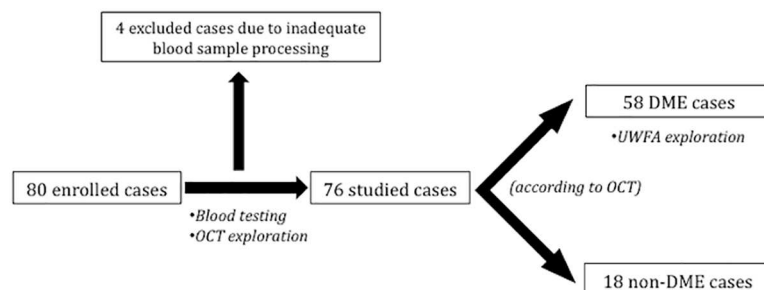 4 excluded cases due to inadequate
blood sample processing
80 enrolled cases
•Blood testing
•OCT exploration
76 studied cases
(according to OCT)
58 DME cases
•UWFA exploration
18 non-DME cases